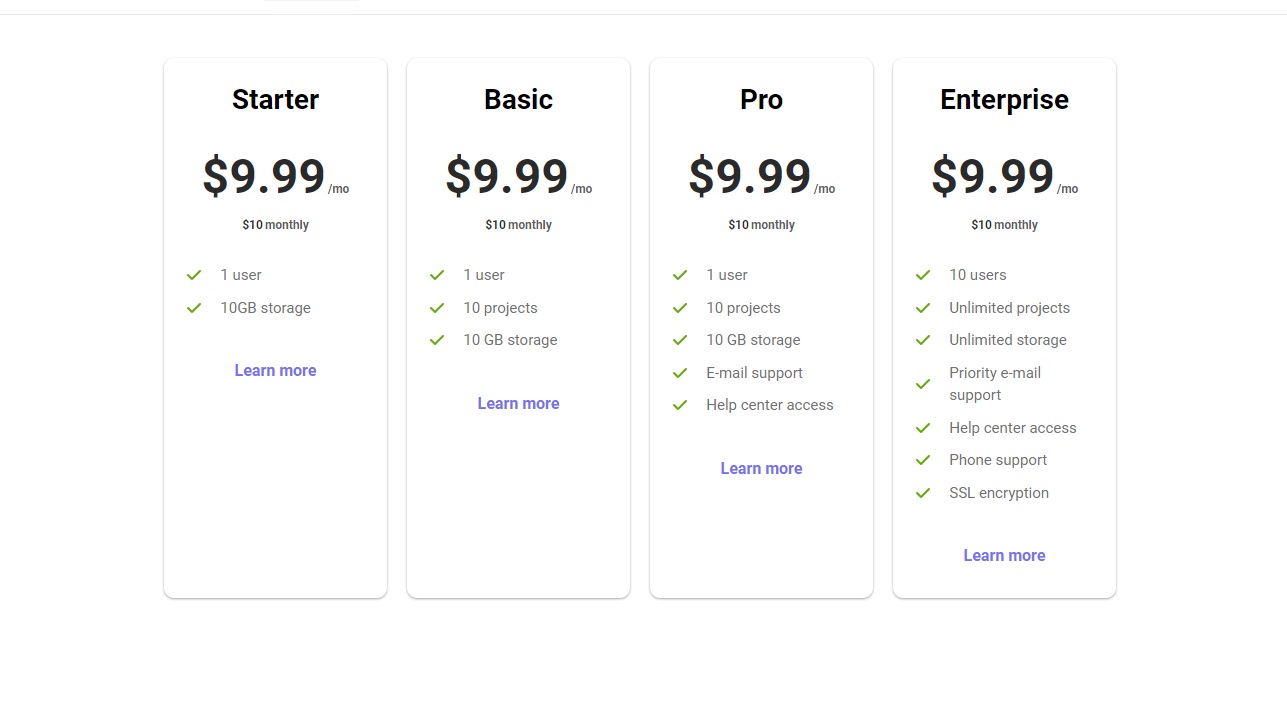 Starter
$9.99 /mo
$10 monthly
1 user
10GB storage
Learn more
Basic
$9.99 /mo
$10 monthly
1 user
10 projects
10 GB storage
Learn more
Pro
$9.99 /mo
$10 monthly
1 user
10 projects
10 GB storage
E-mail support
Help center access
Learn more
Enterprise
$9.99 /mo
$10 monthly
10 users
Unlimited projects
Unlimited storage
Priority e-mail
support
Help center access
Phone support
SSL encryption
Learn more